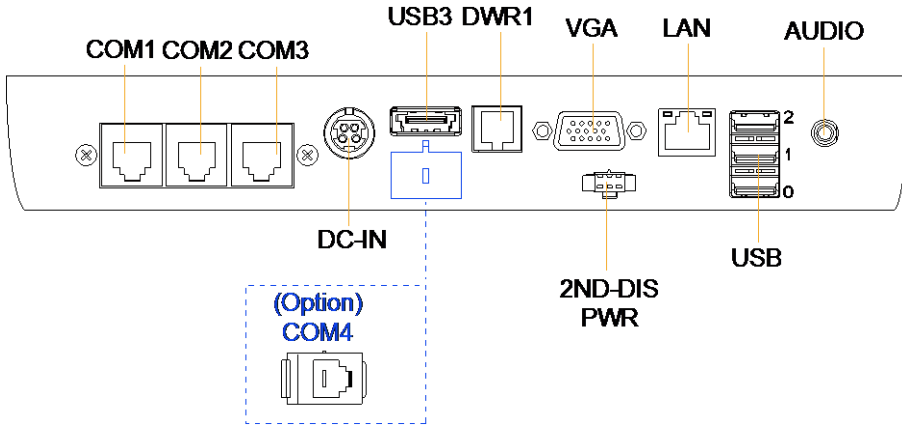 USB3 DWR1
VGA
LAN
AUDIO
COM1 COM2 COM3
2
1
0
DC-IN
USB
2ND-DIS
PWR
(Option)
COM4